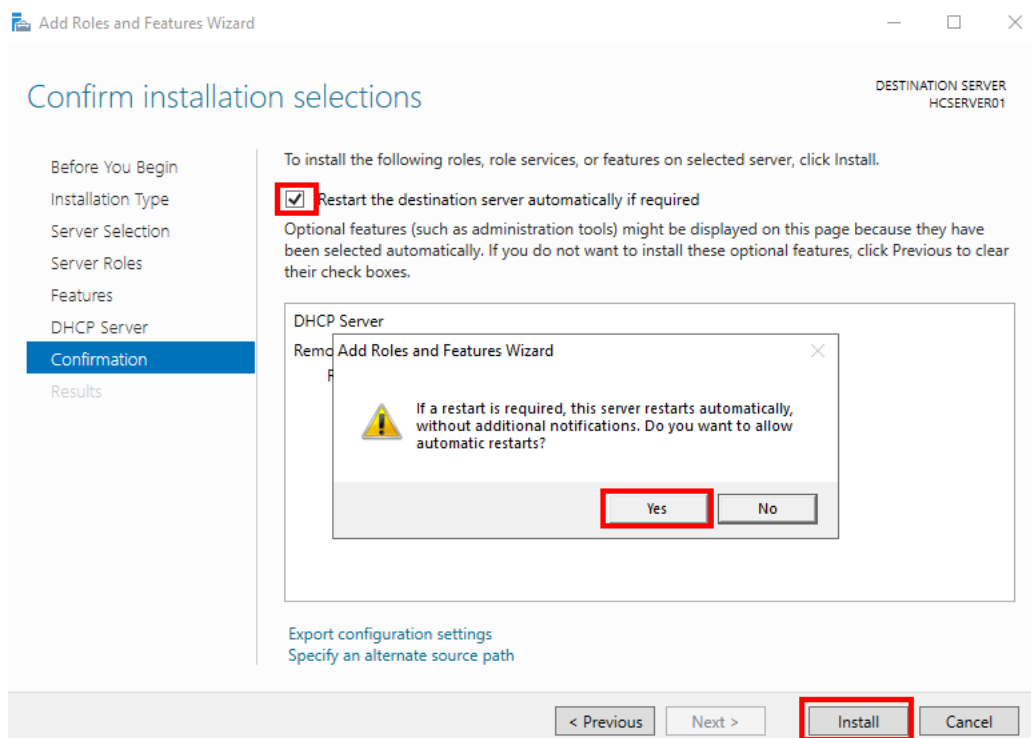 Add Roles and Features Wizard
Confirm installation selections
DESTINATION SERVER
HCSERVER01
Before You Begin
Installation Type
Server Selection
Server Roles
Features
DHCP Server
Confirmation
Results
To install the following roles, role services, or features on selected server, click Install.
Restart the destination server automatically if required
Optional features (such as administration tools) might be displayed on this page because they have
been selected automatically. If you do not want to install these optional features, click Previous to clear
their check boxes.
DHCP Server
Add Roles and Features Wizard
If a restart is required, this server restarts automatically,
without additional notifications. Do you want to allow
automatic restarts?
Yes
No
Export configuration settings
Specify an alternate source path
< Previous
Next >
Install
Cancel